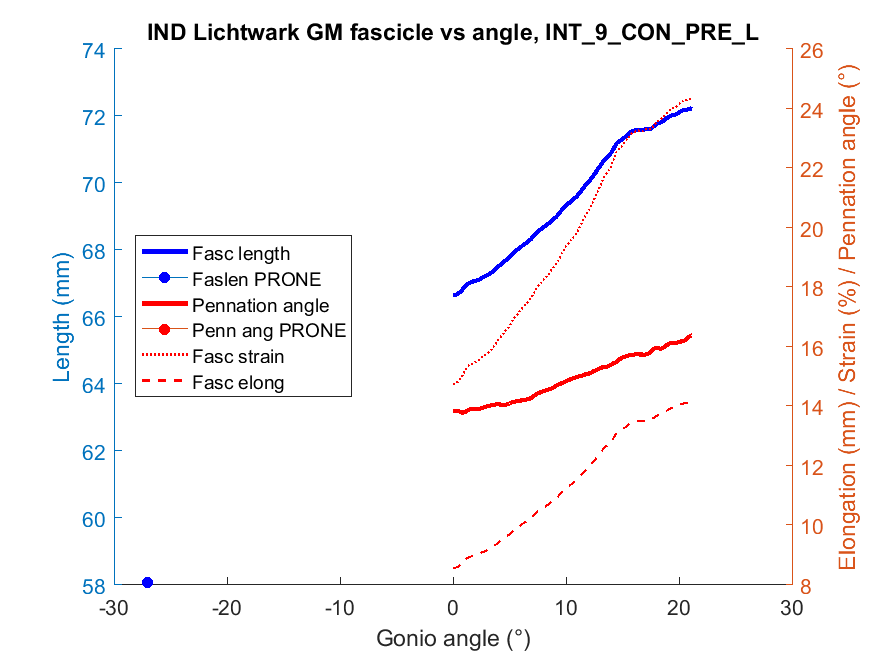 IND Lichtwark GM fascicle vs angle, INT_9_CON_PRE_L
74
72
70
68
66
64
62
60
58
Length (mm)
26
24
22
20
18
16
14
12
10
8
Elongation (mm) / Strain (%) / Pennation angle (°)
Fasc length
Faslen PRONE
Pennation angle
Penn ang PRONE
Fasc strain
Fasc elong
-30
-20
-10
0
10
20
30
Gonio angle (°)